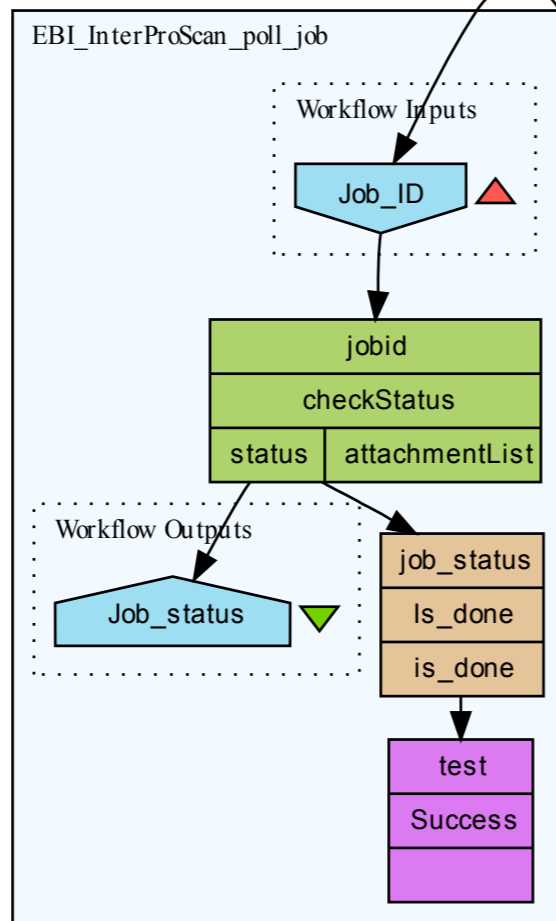 EBI_InterProScan_poll_job
Workflow Inputs
Job_ID
jobid
checkStatus
status attachmentList
Workflow Outputs
Job_status
job_status
Is_done
is_done
test
Success